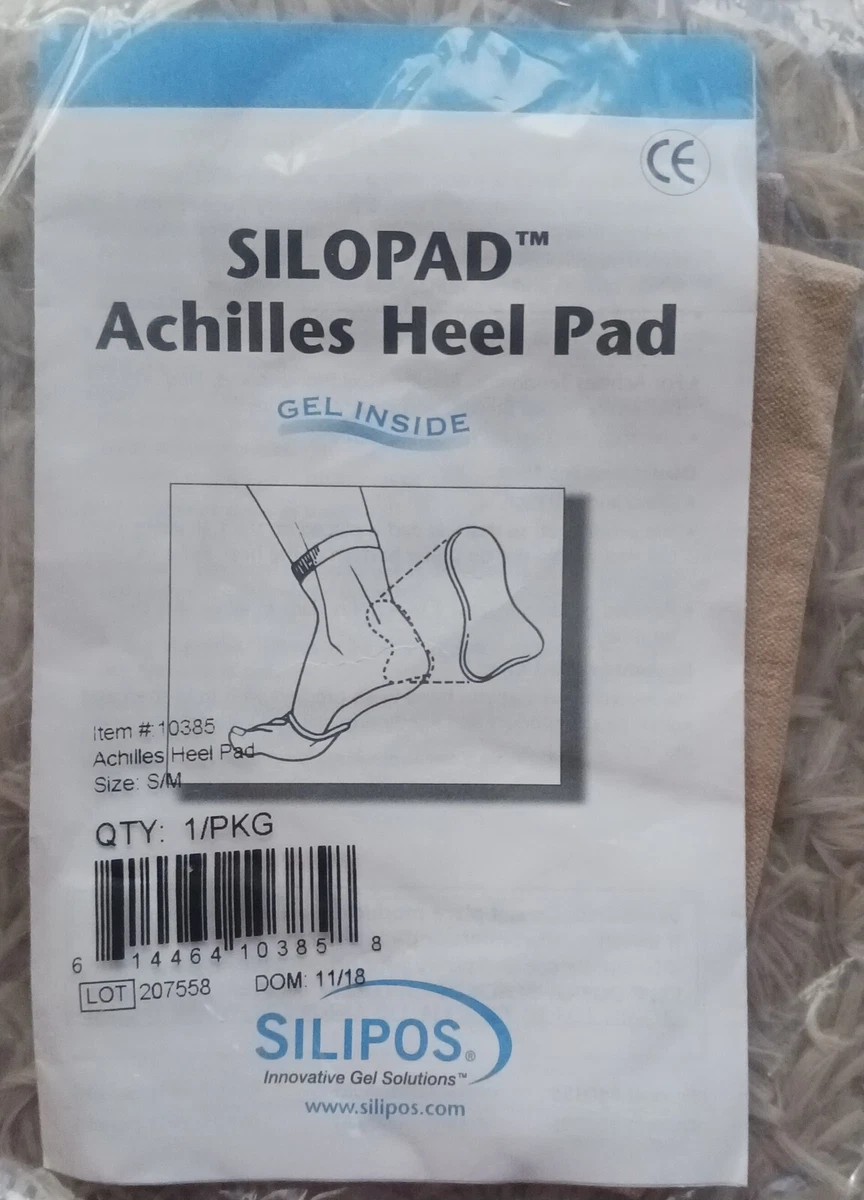 CE
SILOPAD™
Achilles Heel Pad
GEL INSIDE
Item #:10385
Achilles Heel Pad
Size: S/M
QTY: 1/PKG
6 14464 10385 8
LOT 207558 DOM: 11/18
SILIPOS®
Innovative Gel Solutions™
www.silipos.com